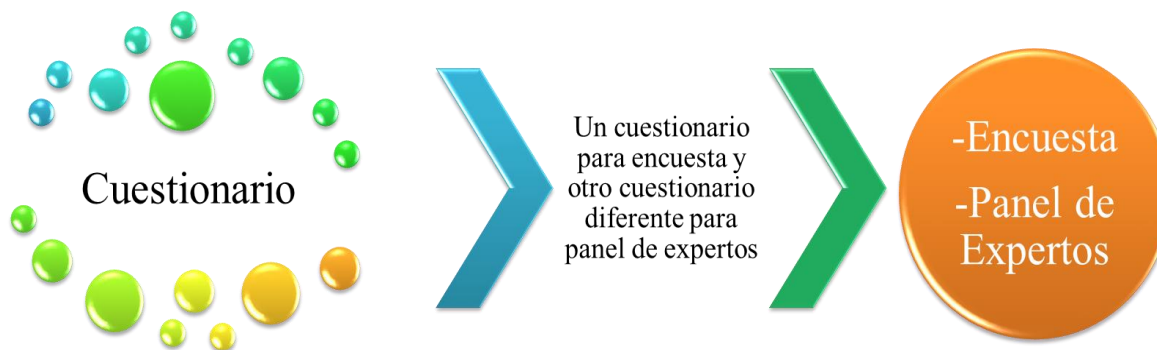 Cuestionario
Un cuestionario
para encuesta y
otro cuestionario
diferente para
panel de expertos
-Encuesta
-Panel de
Expertos